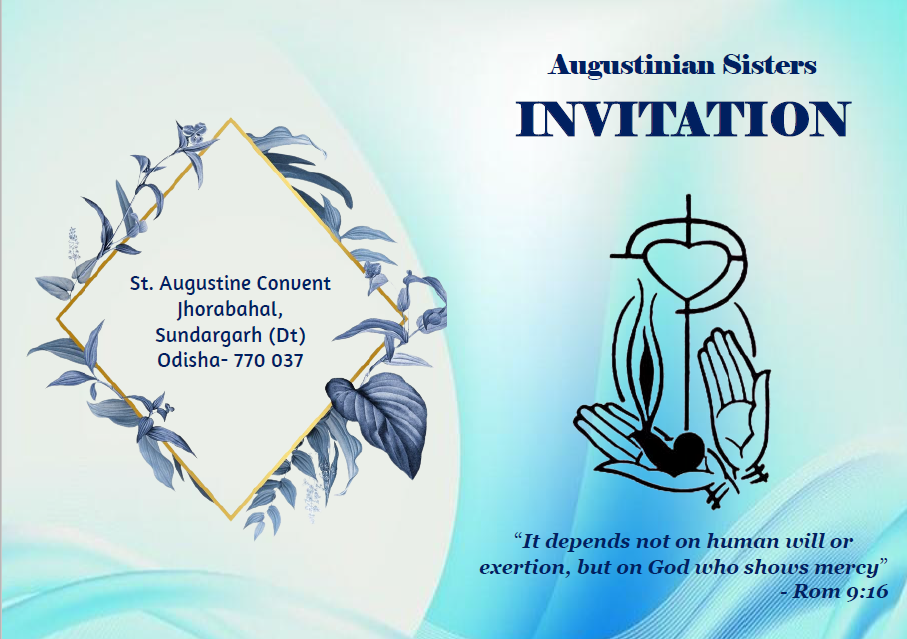 St. Augustine Convent
Jhorabahal,
Sundargarh (Dt)
Odisha- 770 037
Augustinian Sisters
INVITATION
“It depends not on human will or
exertion, but on God who shows mercy”
- Rom 9:16